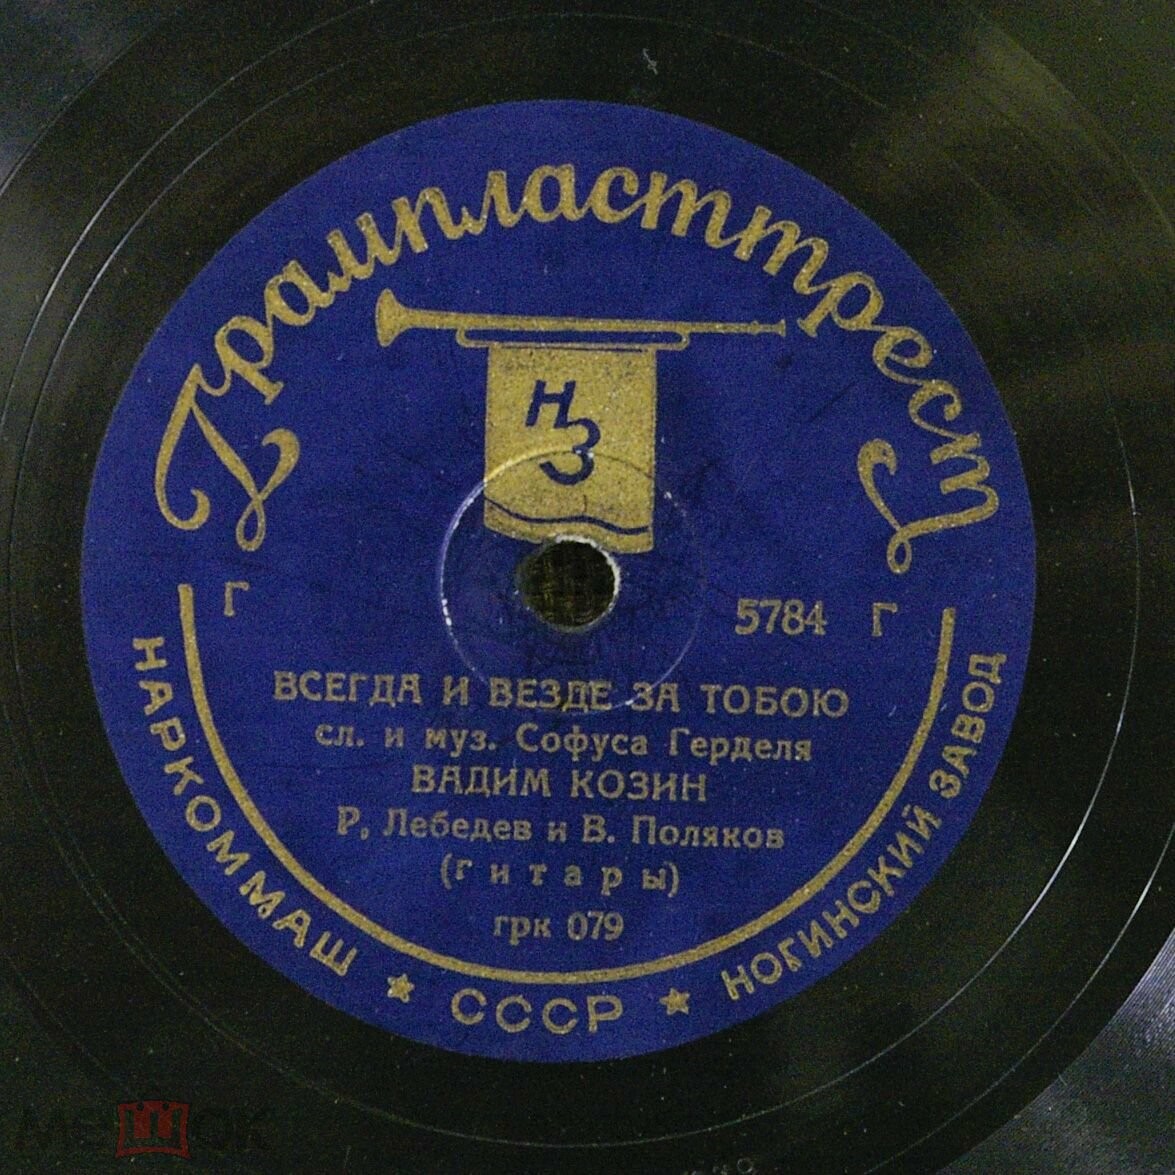 Грампласттрест
НЗ
Г 5784 Г
ВСЕГДА И ВЕЗДЕ ЗА ТОБОЮ
сл. и муз. Софуса Герделя
ВАДИМ КОЗИН
Р. Лебедев и В. Поляков
(гитары)
грк 079
НАРКОММАШ ★ СССР ★ НОГИНСКИЙ ЗАВОД
МЕШОК